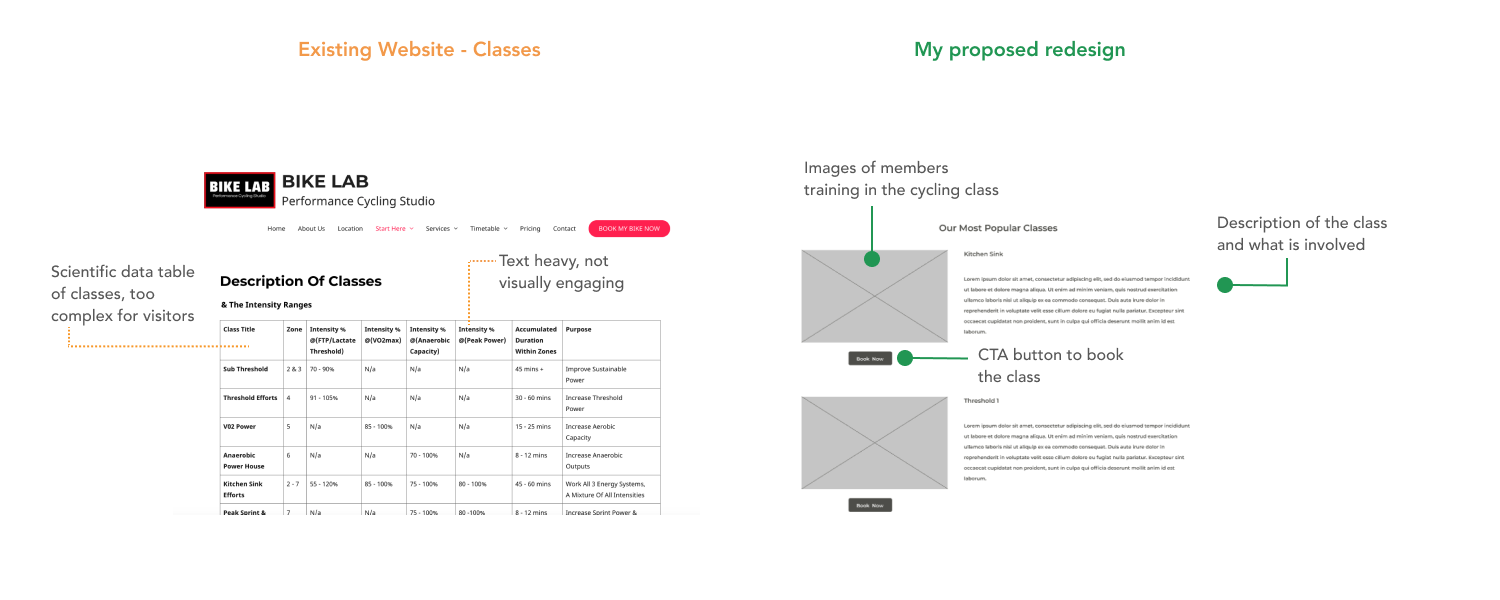 Existing Website - Classes
My proposed redesign
BIKE LAB
Performance Cycling Studio
BIKE LAB
Performance Cycling Studio
Home About Us Location Start Here Services Timetable Pricing Contact BOOK MY BIKE NOW
Scientific data table
of classes, too
complex for visitors
Text heavy, not
visually engaging
Description Of Classes
& The Intensity Ranges
Class Title Zone Intensity % @(FTP/Lactate Threshold) Intensity % @(VO2max) Intensity % @(Anaerobic Capacity) Intensity % @(Peak Power) Accumulated Duration Within Zones Purpose
Sub Threshold 2 & 3 70 - 90% N/a N/a N/a 45 mins + Improve Sustainable Power
Threshold Efforts 4 91 - 105% N/a N/a N/a 30 - 60 mins Increase Threshold Power
V02 Power 5 N/a 85 - 100% N/a N/a 15 - 25 mins Increase Aerobic Capacity
Anaerobic Power House 6 N/a N/a 70 - 100% N/a 8 - 12 mins Increase Anaerobic Outputs
Kitchen Sink Efforts 2 - 7 55 - 120% 85 - 100% 75 - 100% 80 - 100% 45 - 60 mins Work All 3 Energy Systems, A Mixture Of All Intensities
Peak Sprint & 7 N/a N/a 75 - 100% 80 -100% 8 - 12 mins Increase Sprint Power &
Images of members
training in the cycling class
Description of the class
and what is involved
Our Most Popular Classes
Kitchen Sink
Lorem ipsum dolor sit amet, consectetur adipiscing elit, sed do eiusmod tempor incididunt
ut labore et dolore magna aliqua. Ut enim ad minim veniam, quis nostrud exercitation
ullamco laboris nisi ut aliquip ex ea commodo consequat. Duis aute irure dolor in
reprehenderit in voluptate velit esse cillum dolore eu fugiat nulla pariatur. Excepteur sint
occaecat cupidatat non proident, sunt in culpa qui officia deserunt mollit anim id est
laborum.
Book Now
CTA button to book
the class
Threshold 1
Lorem ipsum dolor sit amet, consectetur adipiscing elit, sed do eiusmod tempor incididunt
ut labore et dolore magna aliqua. Ut enim ad minim veniam, quis nostrud exercitation
ullamco laboris nisi ut aliquip ex ea commodo consequat. Duis aute irure dolor in
reprehenderit in voluptate velit esse cillum dolore eu fugiat nulla pariatur. Excepteur sint
occaecat cupidatat non proident, sunt in culpa qui officia deserunt mollit anim id est
laborum.
Book Now